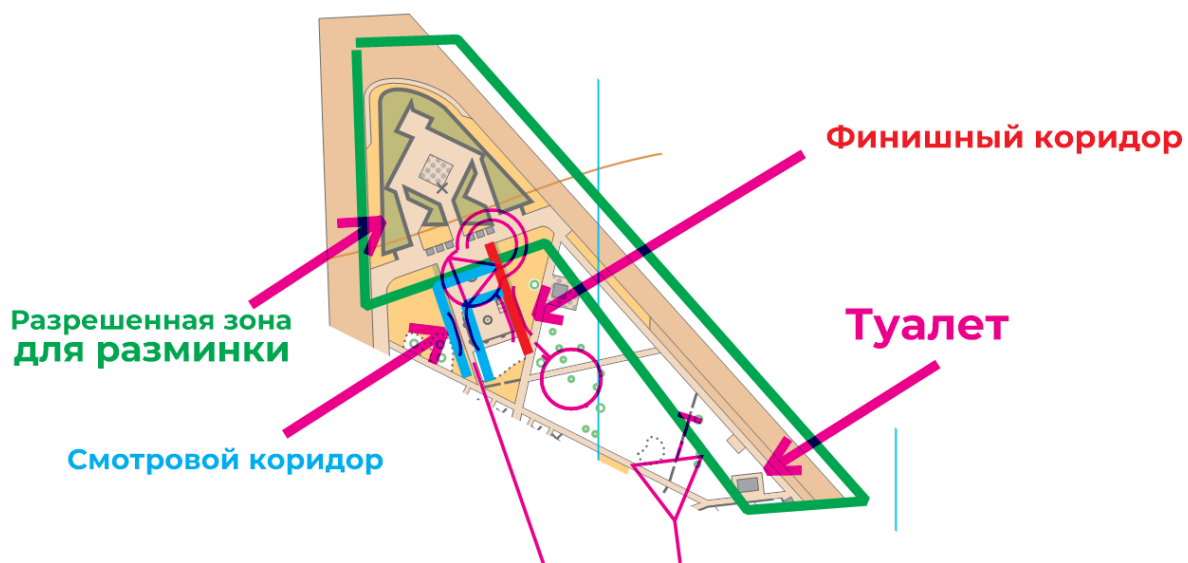 Финишный коридор
Разрешенная зона
для разминки
Туалет
Смотровой коридор